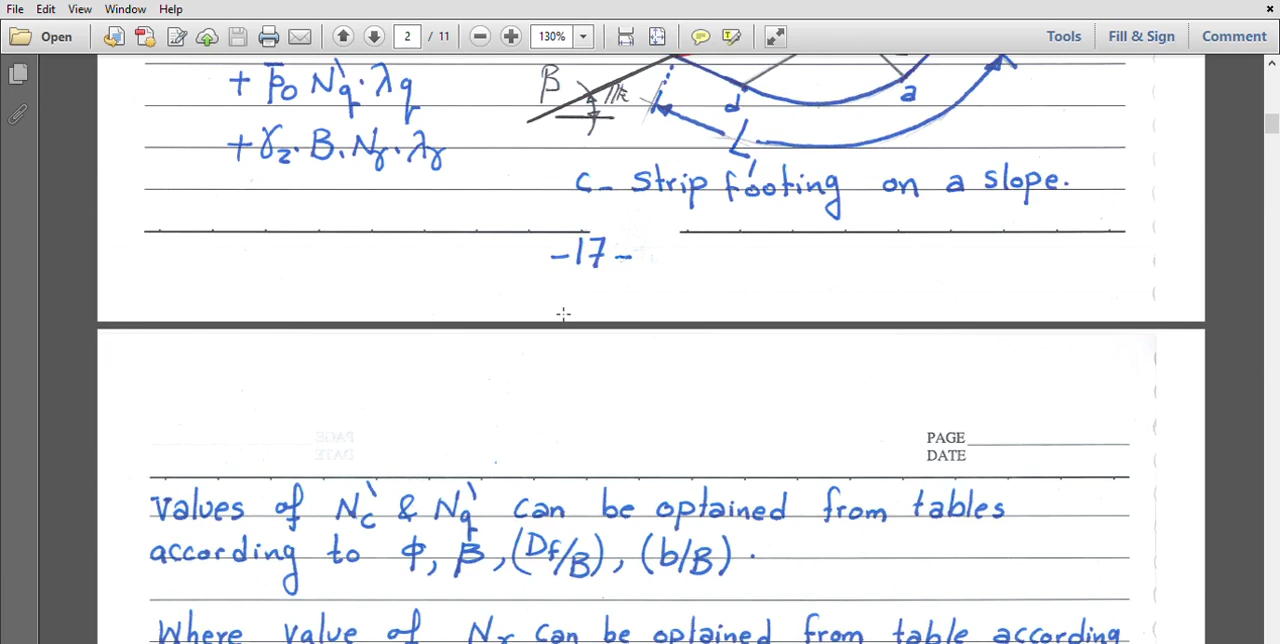 File Edit View Window Help
Open 2 / 11 130% Tools Fill & Sign Comment
+ p̄o N'q · λq
+ γ2 · B · Nγ · λγ
β
d
a
L'
c - Strip footing on a slope.
-17-
PAGE
DATE
Values of N'c & N'q can be optained from tables
according to φ, β, (Df/B), (b/B).
Where value of Nγ can be optained from table according